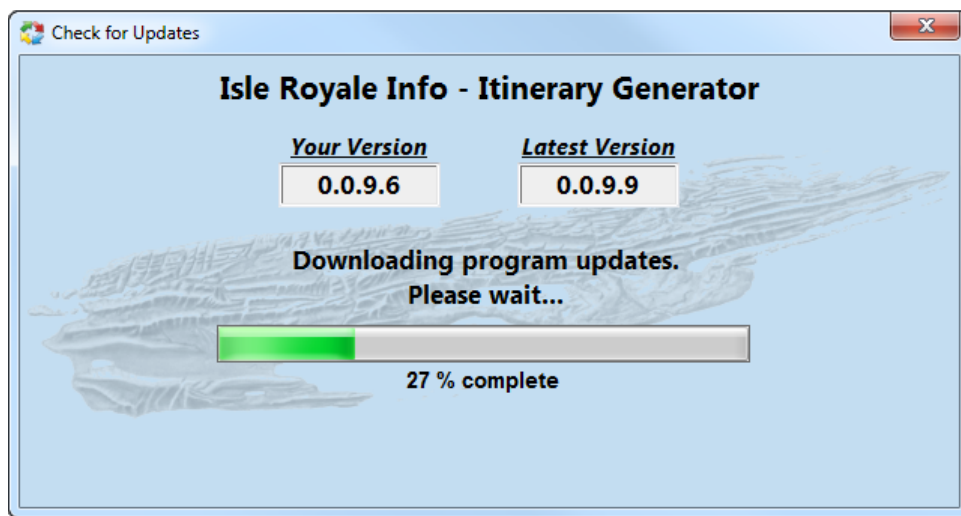 Check for Updates
Isle Royale Info - Itinerary Generator
Your Version Latest Version
0.0.9.6 0.0.9.9
Downloading program updates.
Please wait...
27 % complete